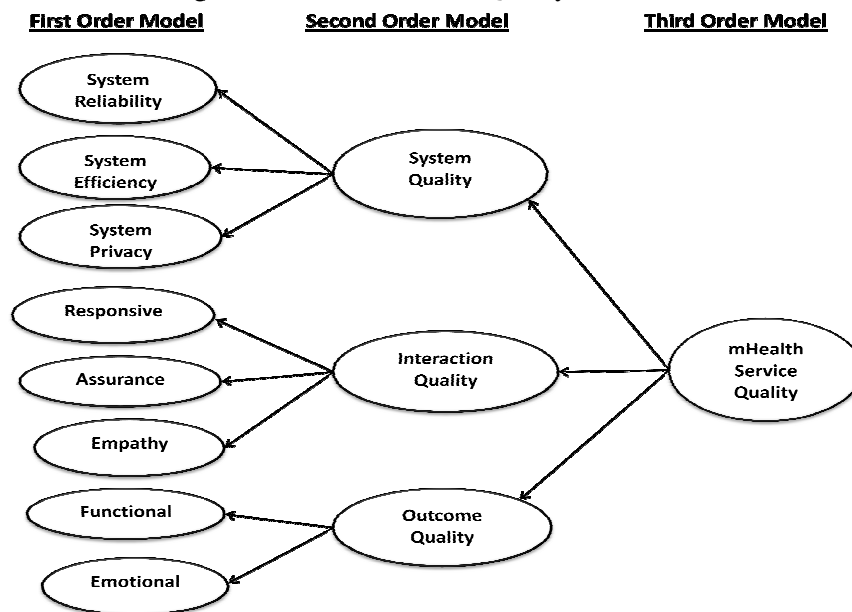 First Order Model
Second Order Model
Third Order Model
System
Reliability
System
Efficiency
System
Privacy
Responsive
Assurance
Empathy
Functional
Emotional
System
Quality
Interaction
Quality
Outcome
Quality
mHealth
Service
Quality